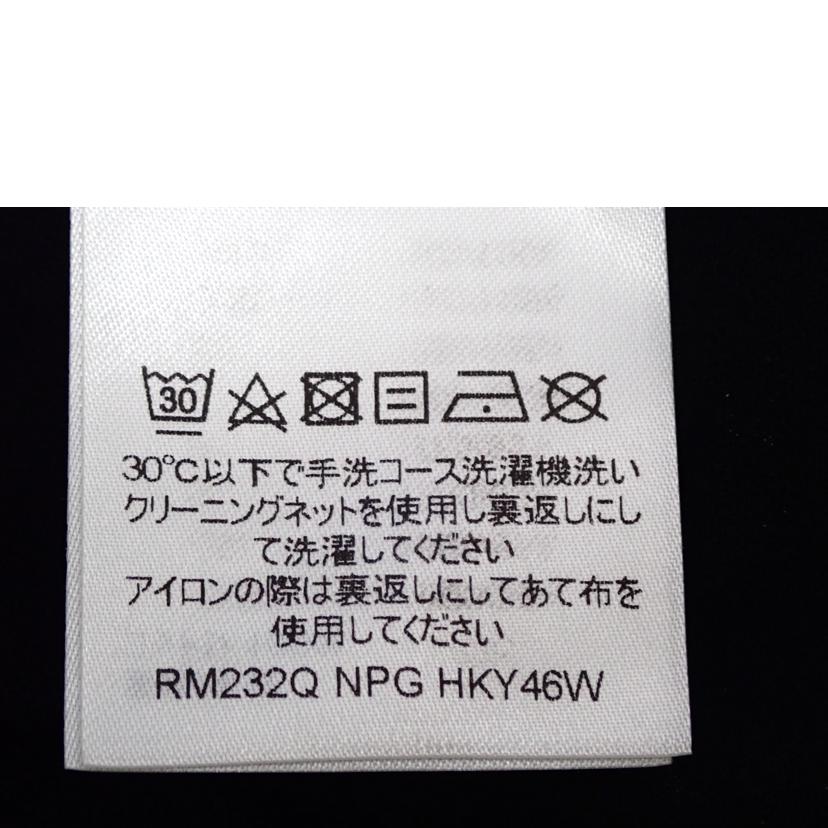 30
30℃以下で手洗コース洗濯機洗い
クリーニングネットを使用し裏返しにし
て洗濯してください
アイロンの際は裏返しにしてあて布を
使用してください
RM232Q NPG HKY46W